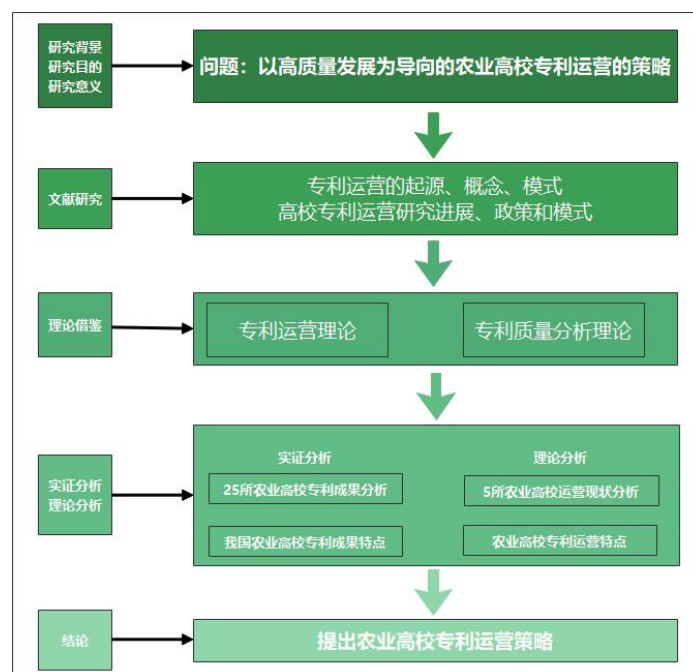 研究背景
研究目的
研究意义
问题：以高质量发展为导向的农业高校专利运营的策略
文献研究
专利运营的起源、概念、模式
高校专利运营研究进展、政策和模式
理论借鉴
专利运营理论
专利质量分析理论
实证分析
理论分析
实证分析
25所农业高校专利成果分析
我国农业高校专利成果特点
理论分析
5所农业高校运营现状分析
农业高校专利运营特点
结论
提出农业高校专利运营策略